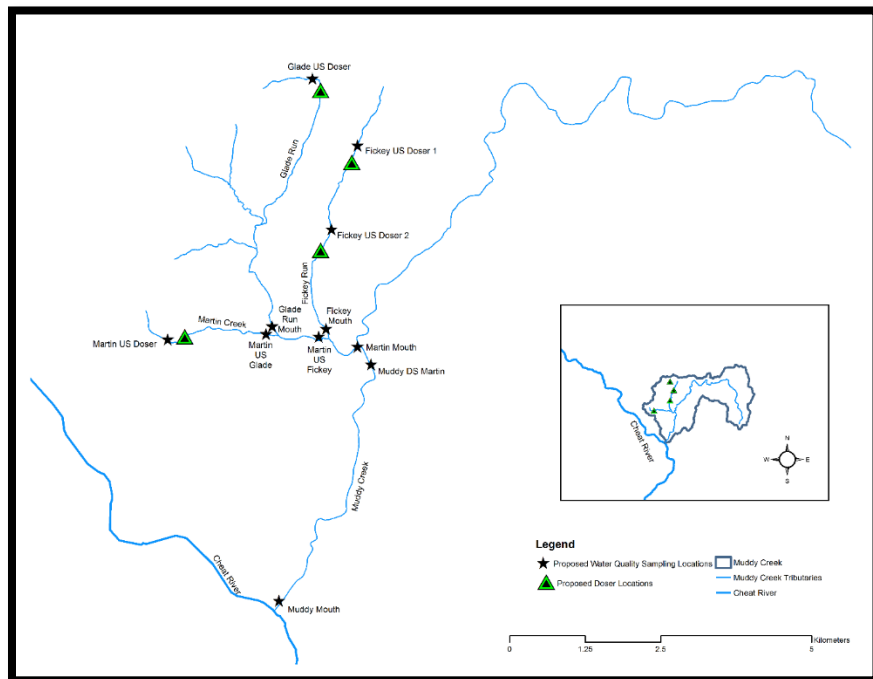 Glade US Doser
Glade Run
Fickey US Doser 1
Fickey US Doser 2
Fickey Run
Martin Creek
Glade
Run
Mouth
Fickey
Mouth
Martin US Doser
Martin
US
Glade
Martin
US
Fickey
Martin Mouth
Muddy DS Martin
Muddy Creek
Cheat River
Muddy Mouth
Cheat River
N
W
E
S
Legend
Proposed Water Quality Sampling Locations
Proposed Doser Locations
Muddy Creek
Muddy Creek Tributaries
Cheat River
Kilometers
0
1.25
2.5
5